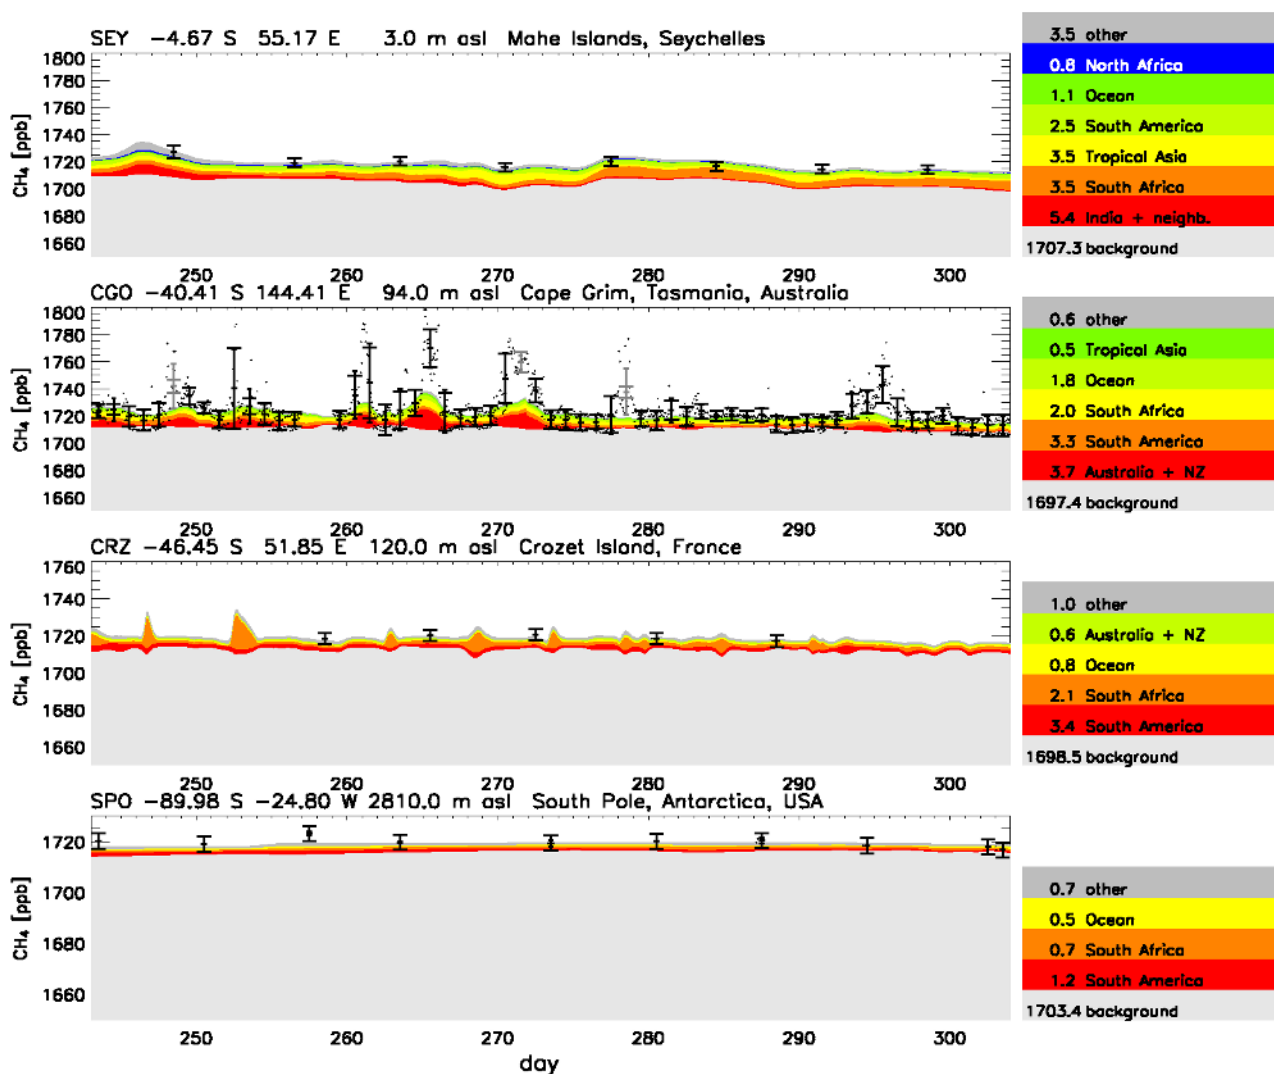 SEY -4.67 S 55.17 E 3.0 m asl Mahe Islands, Seychelles
1800
1780
1760
1740
1720
1700
1680
1660
CH4 [ppb]
250 260 270 280 290 300
3.5 other
0.8 North Africa
1.1 Ocean
2.5 South America
3.5 Tropical Asia
3.5 South Africa
5.4 India + neighb.
1707.3 background
CGO -40.41 S 144.41 E 94.0 m asl Cape Grim, Tasmania, Australia
1800
1780
1760
1740
1720
1700
1680
1660
CH4 [ppb]
250 260 270 280 290 300
0.6 other
0.5 Tropical Asia
1.8 Ocean
2.0 South Africa
3.3 South America
3.7 Australia + NZ
1697.4 background
CRZ -46.45 S 51.85 E 120.0 m asl Crozet Island, France
1760
1740
1720
1700
1680
1660
CH4 [ppb]
250 260 270 280 290 300
1.0 other
0.6 Australia + NZ
0.8 Ocean
2.1 South Africa
3.4 South America
1698.5 background
SPO -89.98 S -24.80 W 2810.0 m asl South Pole, Antarctica, USA
1720
1700
1680
1660
CH4 [ppb]
250 260 270 280 290 300
day
0.7 other
0.5 Ocean
0.7 South Africa
1.2 South America
1703.4 background